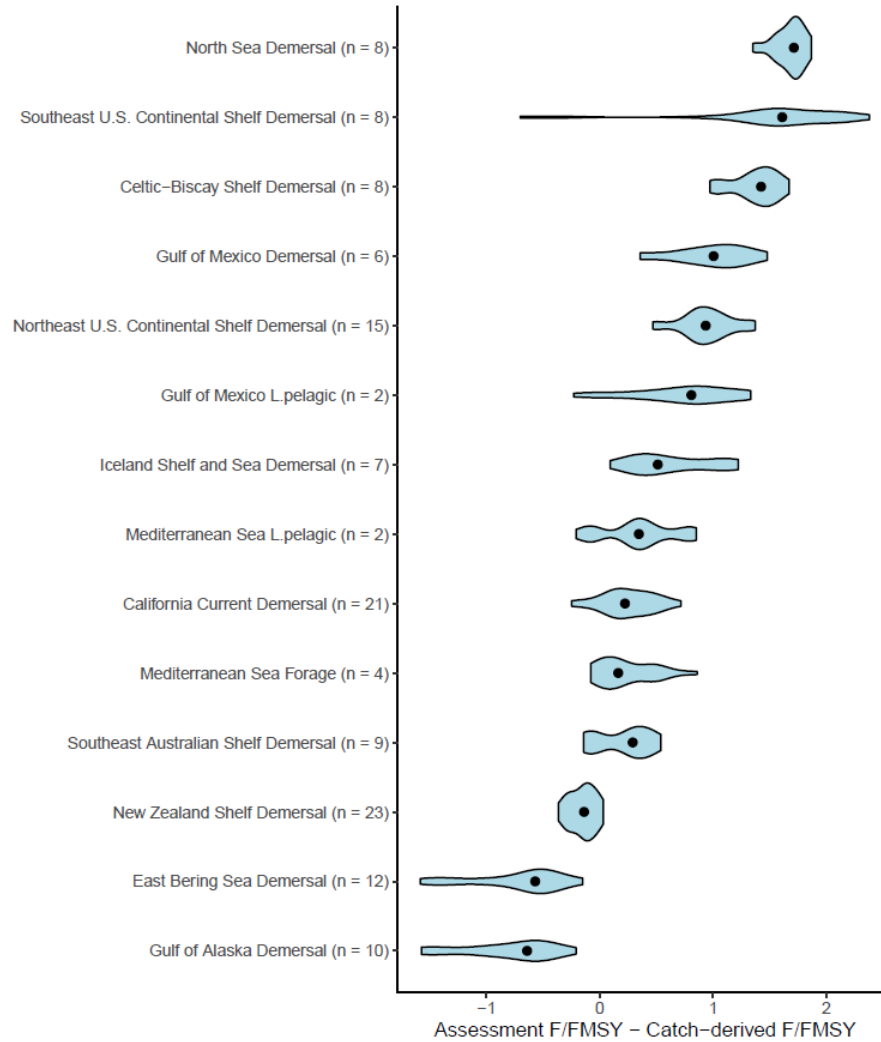 North Sea Demersal (n = 8)
Southeast U.S. Continental Shelf Demersal (n = 8)
Celtic−Biscay Shelf Demersal (n = 8)
Gulf of Mexico Demersal (n = 6)
Northeast U.S. Continental Shelf Demersal (n = 15)
Gulf of Mexico L.pelagic (n = 2)
Iceland Shelf and Sea Demersal (n = 7)
Mediterranean Sea L.pelagic (n = 2)
California Current Demersal (n = 21)
Mediterranean Sea Forage (n = 4)
Southeast Australian Shelf Demersal (n = 9)
New Zealand Shelf Demersal (n = 23)
East Bering Sea Demersal (n = 12)
Gulf of Alaska Demersal (n = 10)
−1 0 1 2
Assessment F/FMSY − Catch−derived F/FMSY